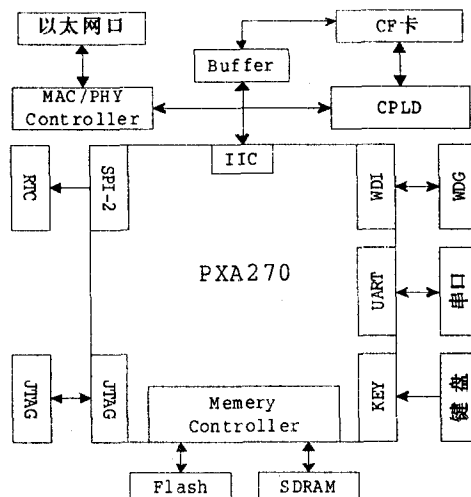 以太网口
CF卡
Buffer
MAC/PHY
Controller
CPLD
IIC
RTC
SPI-2
WDI
WDG
PXA270
UART
串口
JTAG
JTAG
Memery
Controller
KEY
键盘
Flash
SDRAM